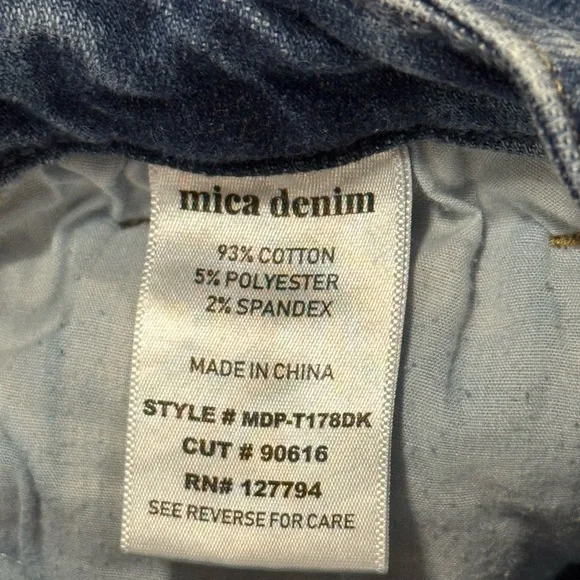 mica denim
93% COTTON
5% POLYESTER
2% SPANDEX
MADE IN CHINA
STYLE # MDP-T178DK
CUT # 90616
RN# 127794
SEE REVERSE FOR CARE